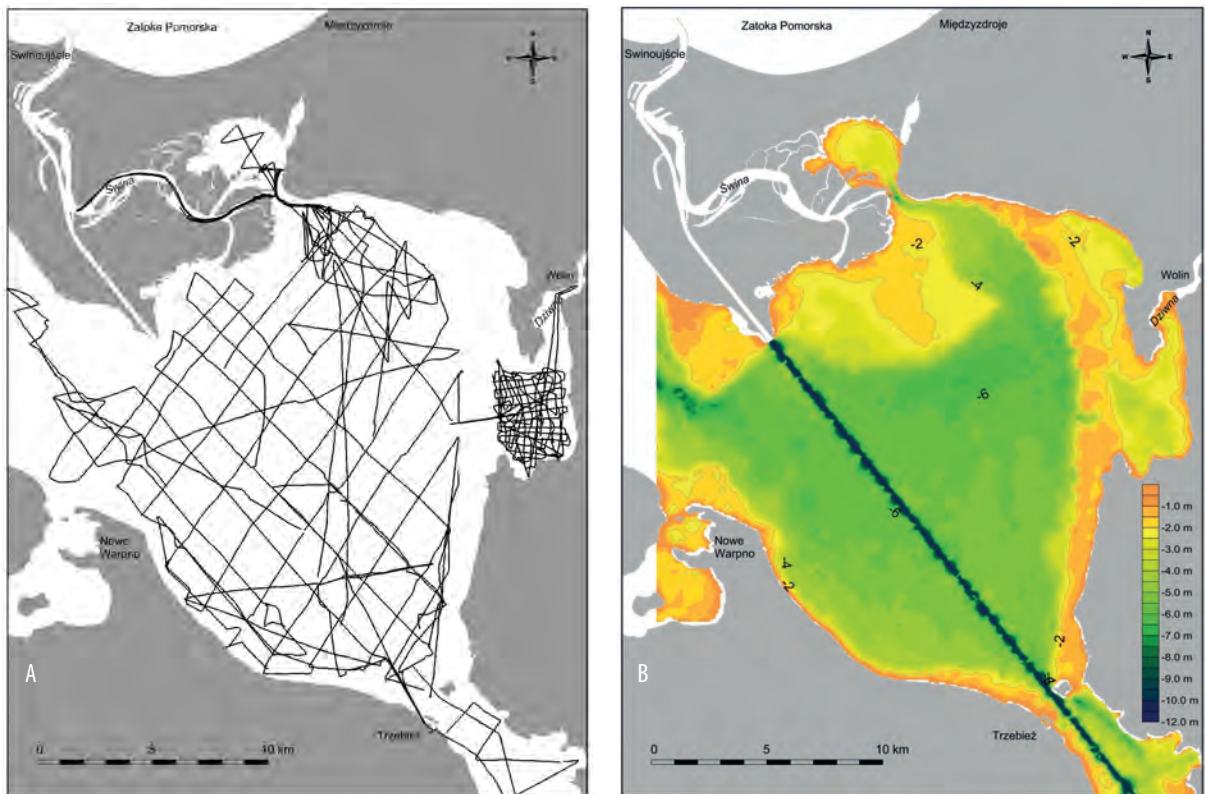 Zatoka Pomorska
Międzyzdroje
Świnoujście
N
W E
S
Świna
Wolin
Dziwna
Nowe
Warpno
A
Trzebież
0 5 10 km
Zatoka Pomorska
Międzyzdroje
Świnoujście
N
W E
S
Świna
-2
-2
-4
Wolin
Dziwna
-6
Nowe
Warpno
-4
-2
-2
B
Trzebież
0 5 10 km
-1.0 m
-2.0 m
-3.0 m
-4.0 m
-5.0 m
-6.0 m
-7.0 m
-8.0 m
-9.0 m
-10.0 m
-12.0 m